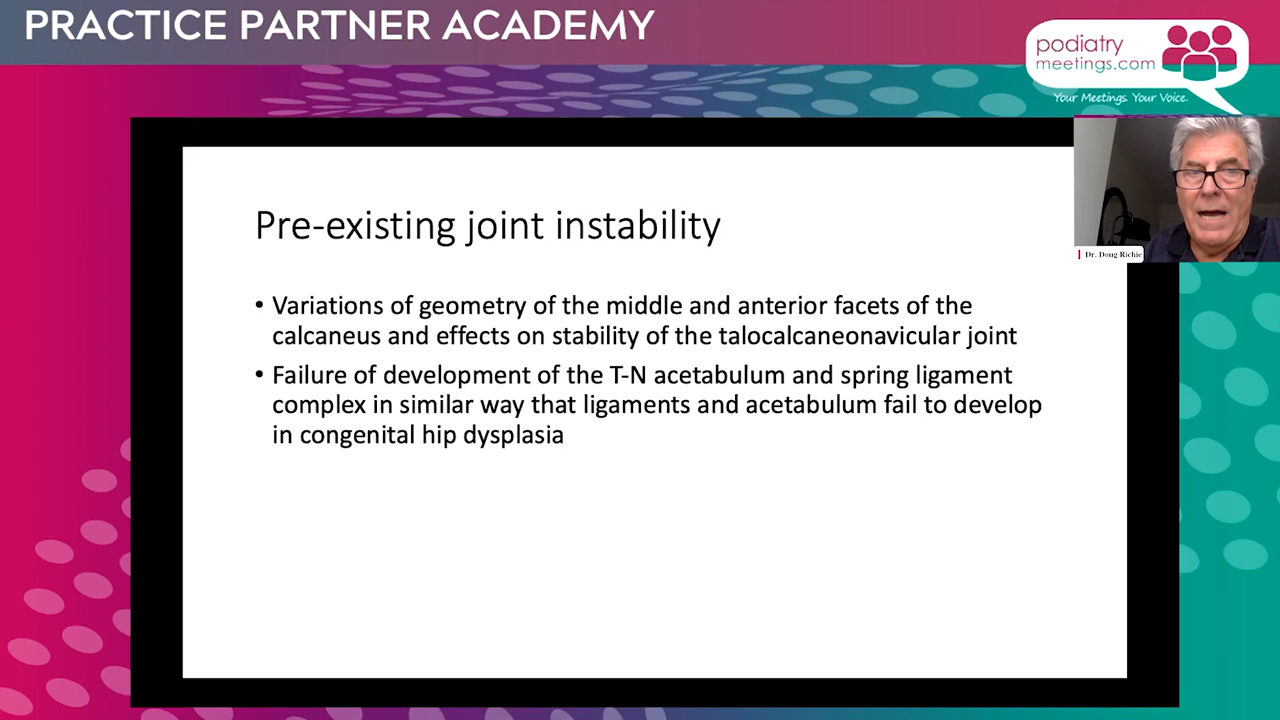 PRACTICE PARTNER ACADEMY
podiatry
meetings.com
Your Meetings. Your Voice.
Dr. Doug Richie
Pre-existing joint instability
• Variations of geometry of the middle and anterior facets of the
calcaneus and effects on stability of the talocalcaneonavicular joint
• Failure of development of the T-N acetabulum and spring ligament
complex in similar way that ligaments and acetabulum fail to develop
in congenital hip dysplasia